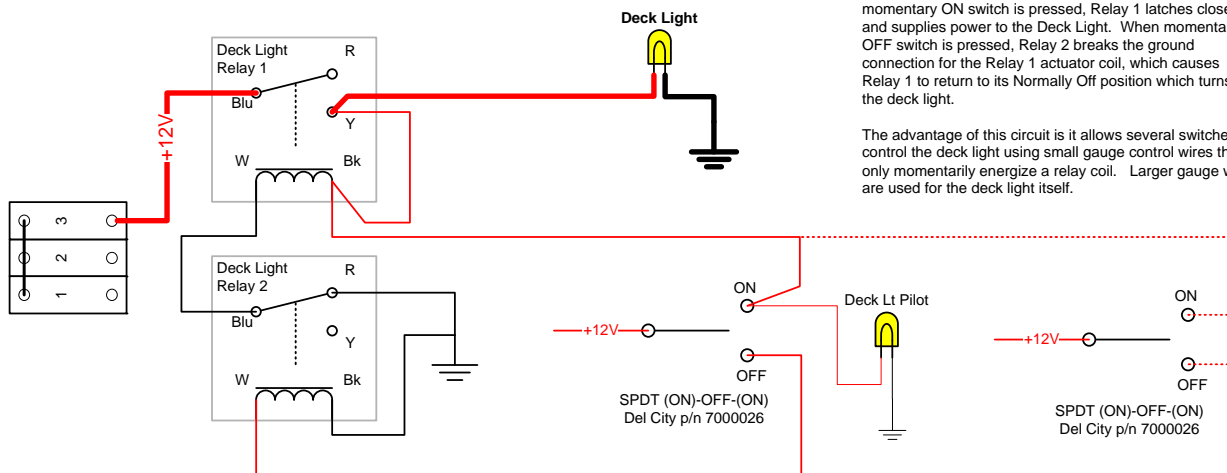 momentary ON switch is pressed, Relay 1 latches close
and supplies power to the Deck Light. When momenta
OFF switch is pressed, Relay 2 breaks the ground
connection for the Relay 1 actuator coil, which causes
Relay 1 to return to its Normally Off position which turns
the deck light.
The advantage of this circuit is it allows several switche
control the deck light using small gauge control wires th
only momentarily energize a relay coil. Larger gauge w
are used for the deck light itself.
Deck Light
Deck Light
Relay 1
R
Blu
Y
W
Bk
+12V
3
2
1
Deck Light
Relay 2
R
Blu
Y
W
Bk
+12V
ON
OFF
SPDT (ON)-OFF-(ON)
Del City p/n 7000026
Deck Lt Pilot
+12V
ON
OFF
SPDT (ON)-OFF-(ON)
Del City p/n 7000026